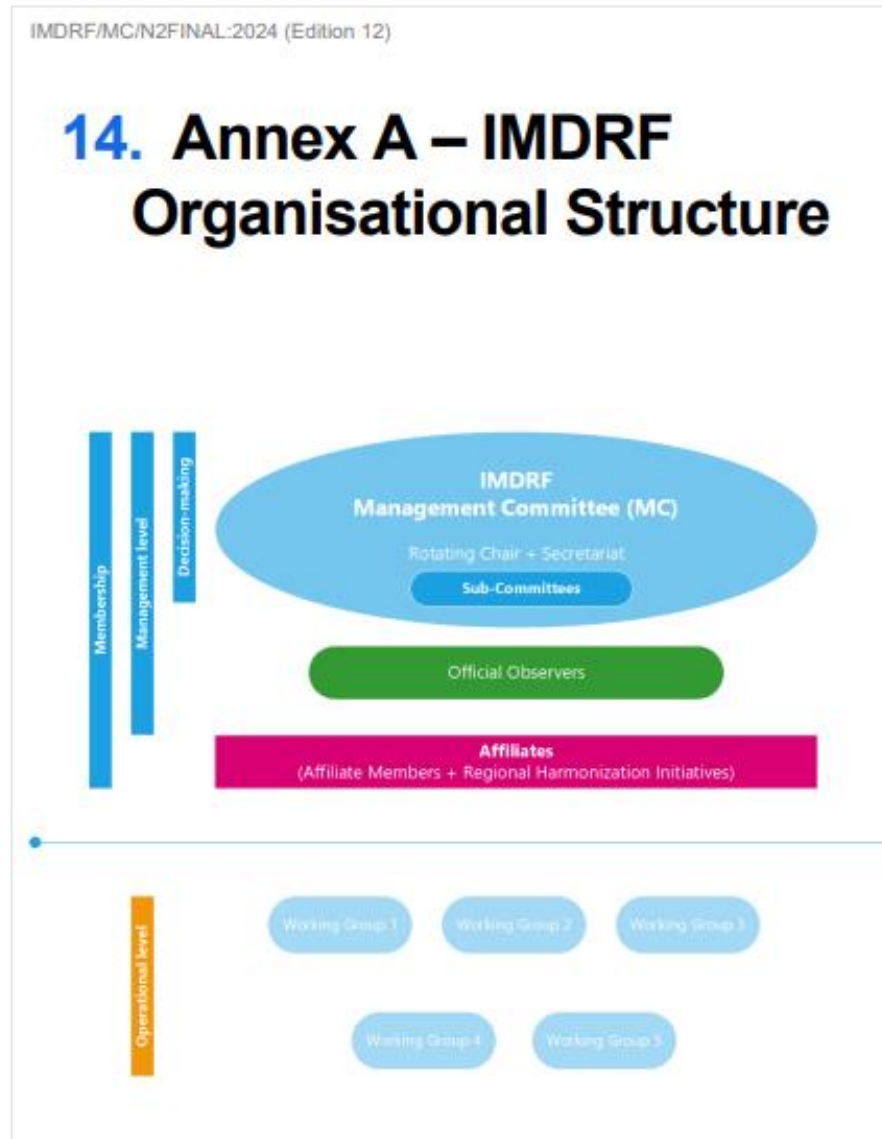 IMDRF/MC/N2FINAL:2024 (Edition 12)
14. Annex A – IMDRF
Organisational Structure
Membership
Management level
Decision-making
IMDRF
Management Committee (MC)
Rotating Chair + Secretariat
Sub-Committees
Official Observers
Affiliates
(Affiliate Members + Regional Harmonization Initiatives)
Operational level
Working Group 1
Working Group 2
Working Group 3
Working Group 4
Working Group 5